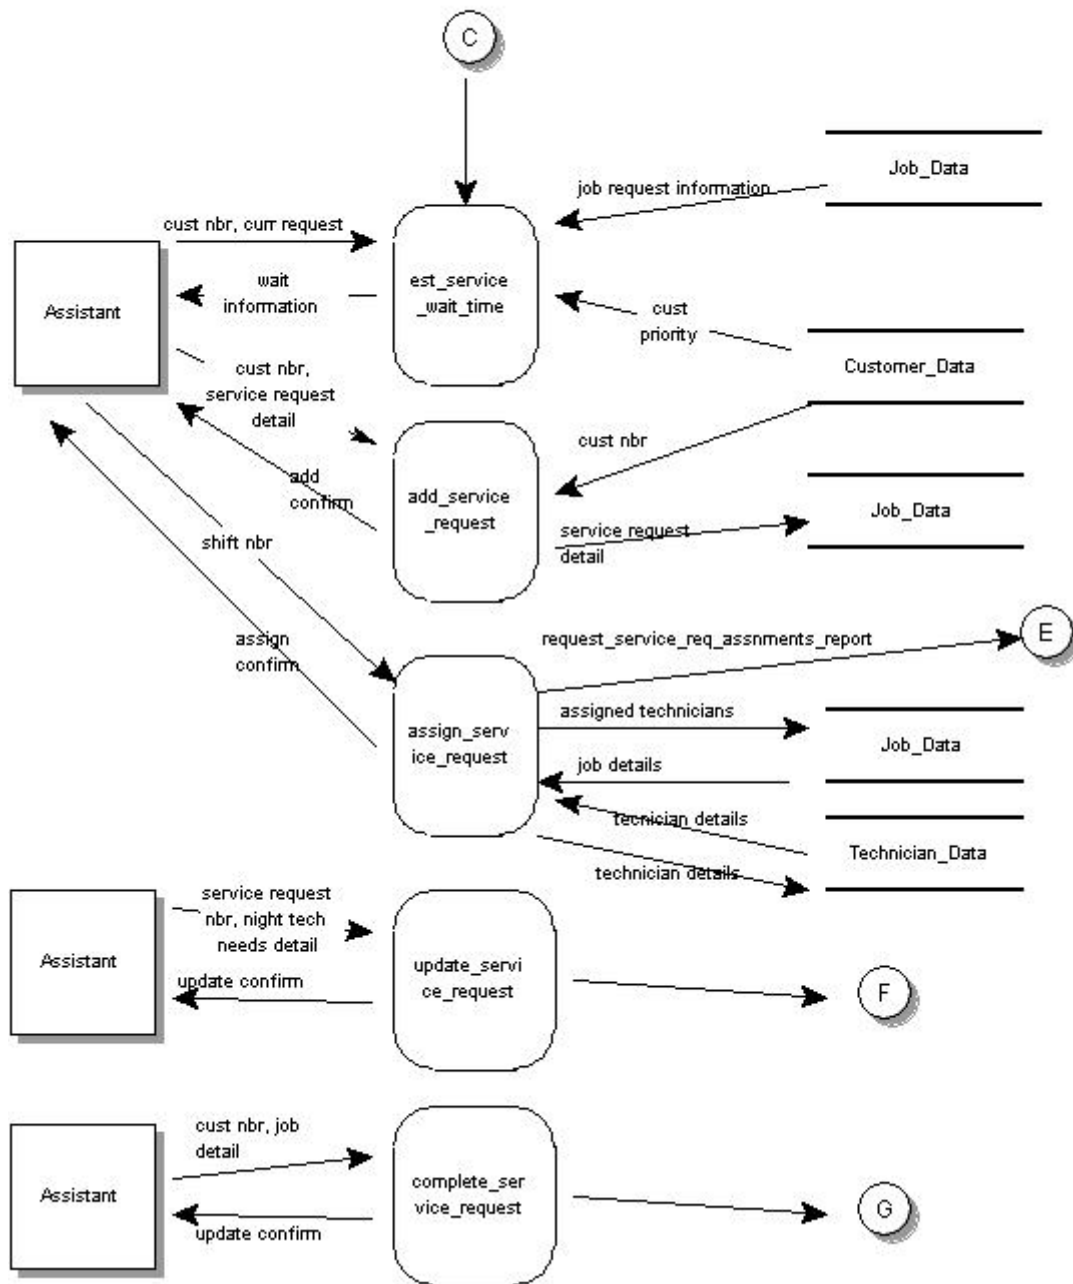 C
Job_Data
job request information
cust nbr, curr request
est_service
_wait_time
wait
information
Assistant
cust
priority
Customer_Data
cust nbr,
service request
detail
cust nbr
add
confirm
add_service
_request
Job_Data
service request
detail
shift nbr
E
request_service_req_assnments_report
assign
confirm
assigned technicians
assign_serv
ice_request
Job_Data
job details
tecnician details
Technician_Data
technician details
service request
nbr, night tech
needs detail
Assistant
update_servi
ce_request
update confirm
F
cust nbr, job
detail
Assistant
complete_ser
vice_request
update confirm
G